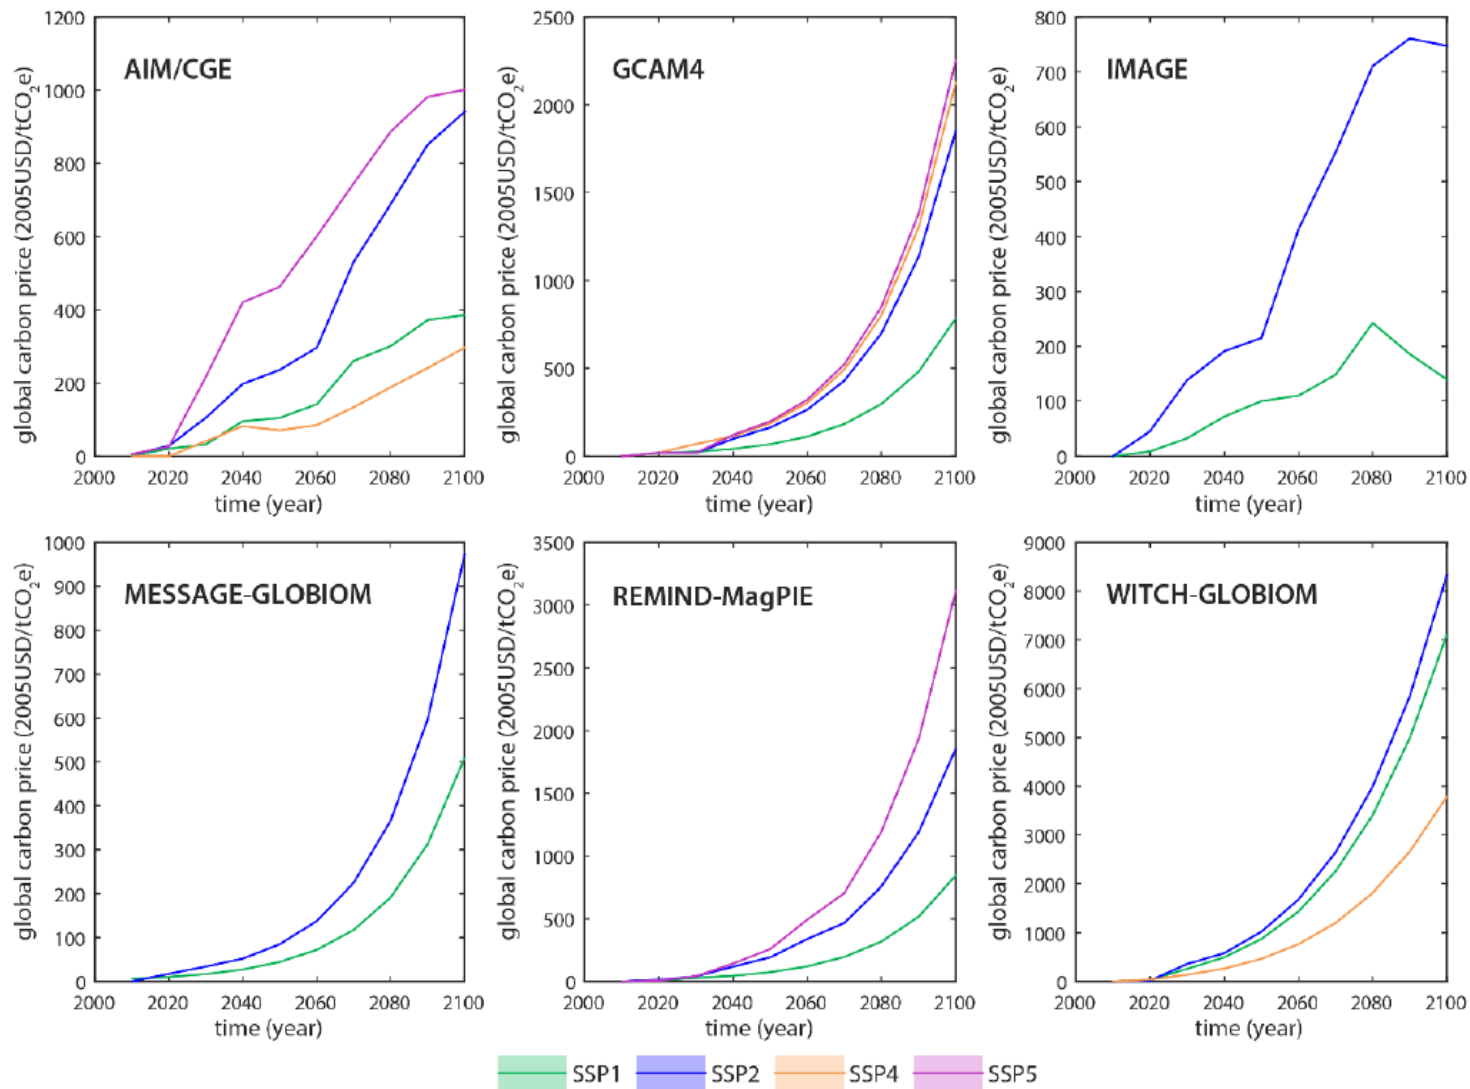 AIM/CGE
global carbon price (2005USD/tCO2e)
1200
1000
800
600
400
200
0
2000 2020 2040 2060 2080 2100
time (year)
GCAM4
global carbon price (2005USD/tCO2e)
2500
2000
1500
1000
500
0
2000 2020 2040 2060 2080 2100
time (year)
IMAGE
global carbon price (2005USD/tCO2e)
800
700
600
500
400
300
200
100
0
2000 2020 2040 2060 2080 2100
time (year)
MESSAGE-GLOBIOM
global carbon price (2005USD/tCO2e)
1000
900
800
700
600
500
400
300
200
100
0
2000 2020 2040 2060 2080 2100
time (year)
REMIND-MagPIE
global carbon price (2005USD/tCO2e)
3500
3000
2500
2000
1500
1000
500
0
2000 2020 2040 2060 2080 2100
time (year)
WITCH-GLOBIOM
global carbon price (2005USD/tCO2e)
9000
8000
7000
6000
5000
4000
3000
2000
1000
0
2000 2020 2040 2060 2080 2100
time (year)
SSP1 SSP2 SSP4 SSP5